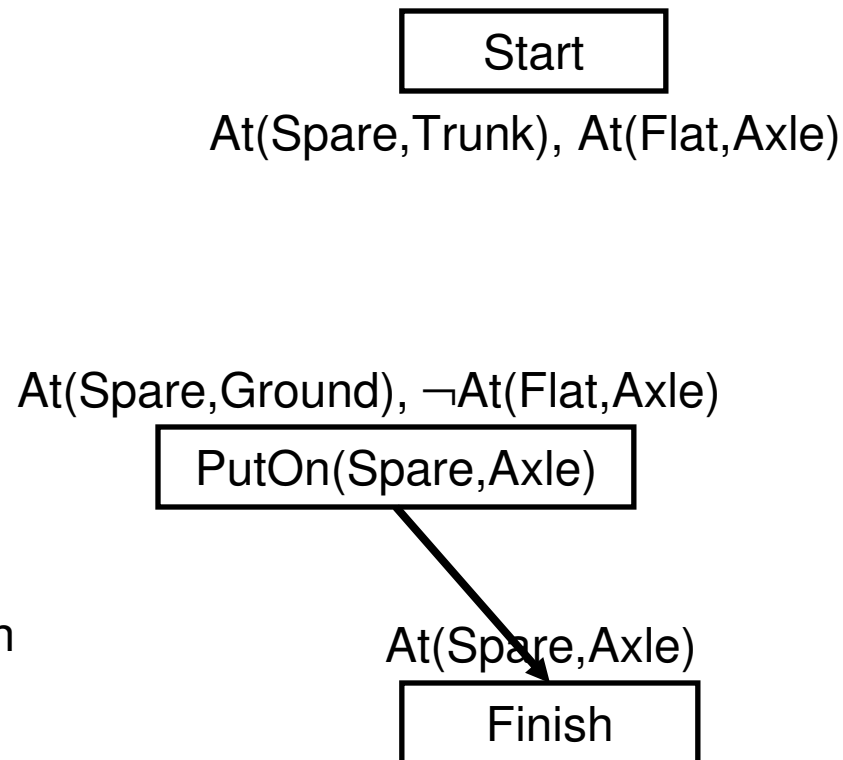 Start
At(Spare,Trunk), At(Flat,Axle)
At(Spare,Ground), ¬At(Flat,Axle)
PutOn(Spare,Axle)
n
At(Spare,Axle)
Finish